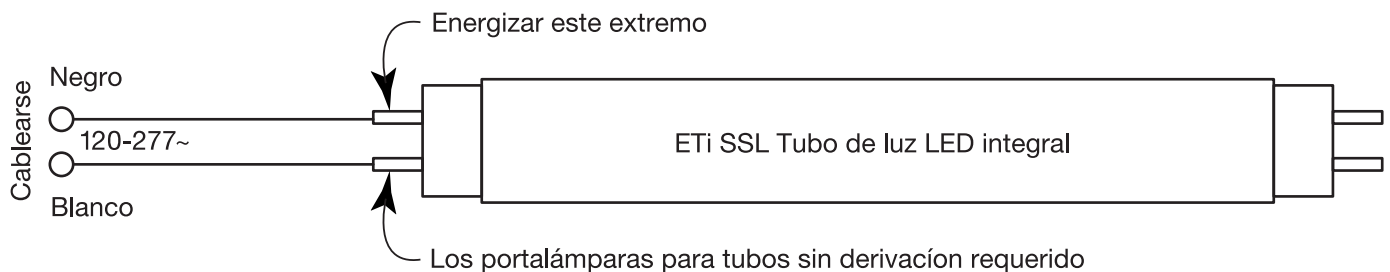 Energizar este extremo
Negro
Cablearse
120-277~
ETi SSL Tubo de luz LED integral
Blanco
Los portalámparas para tubos sin derivacíon requerido